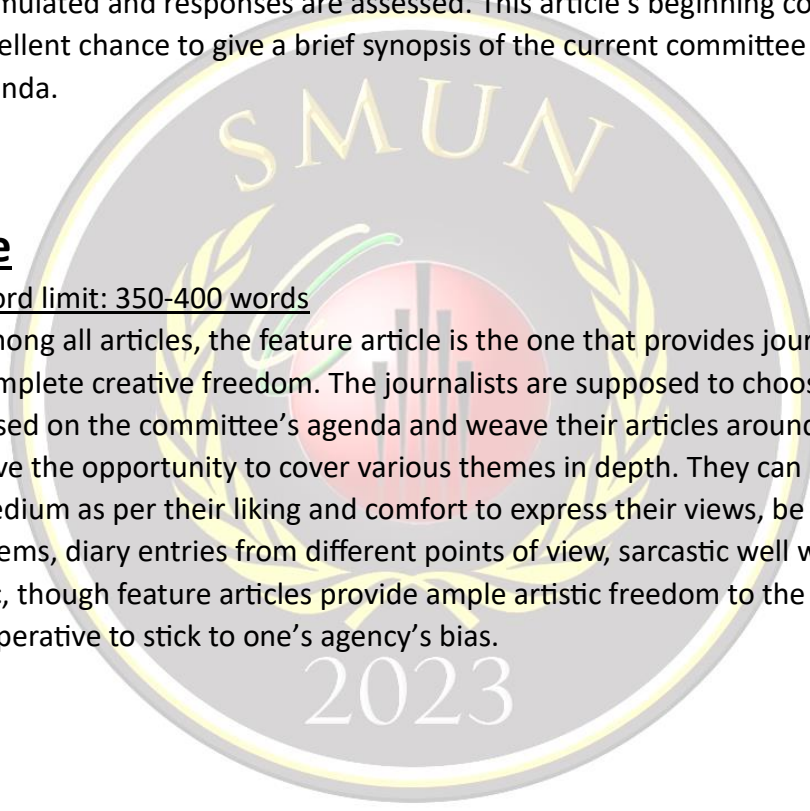 mulated and responses are assessed. This article's beginning co
ellent chance to give a brief synopsis of the current committee
nda.
SMUN
e
ord limit: 350-400 words
mong all articles, the feature article is the one that provides jour
mplete creative freedom. The journalists are supposed to choos
sed on the committee's agenda and weave their articles around
ve the opportunity to cover various themes in depth. They can
edium as per their liking and comfort to express their views, be
ems, diary entries from different points of view, sarcastic well w
c, though feature articles provide ample artistic freedom to the
perative to stick to one's agency's bias.
2023